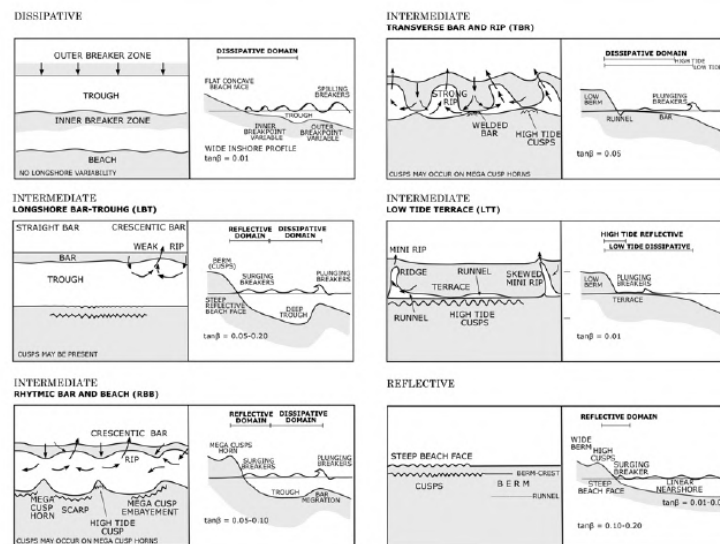 DISSIPATIVE
OUTER BREAKER ZONE
TROUGH
INNER BREAKER ZONE
BEACH
NO LONGSHORE VARIABILITY
DISSIPATIVE DOMAIN
FLAT CONCAVE
BEACH FACE
SPILLING
BREAKERS
TROUGH
INNER
BREAKPOINT
VARIABLE
OUTER
BREAKPOINT
VARIABLE
WIDE INSHORE PROFILE
tanβ = 0.01
INTERMEDIATE
LONGSHORE BAR-TROUHG (LBT)
STRAIGHT BAR
CRESCENTIC BAR
WEAK RIP
BAR
TROUGH
CUSPS MAY BE PRESENT
REFLECTIVE
DOMAIN
DISSIPATIVE
DOMAIN
BERM
(CUSPS)
SURGING
BREAKERS
PLUNGING
BREAKERS
STEEP
REFLECTIVE
BEACH FACE
DEEP
TROUGH
tanβ = 0.05-0.20
INTERMEDIATE
RHYTMIC BAR AND BEACH (RBB)
CRESCENTIC BAR
RIP
MEGA
CUSP
HORN
SCARP
HIGH TIDE
CUSP
MEGA CUSP
EMBAYEMENT
CUSPS MAY OCCUR ON MEGA CUSP HORNS
REFLECTIVE
DOMAIN
DISSIPATIVE
DOMAIN
MEGA CUSPS
HORN
SURGING
BREAKERS
PLUNGING
BREAKERS
TROUGH
BAR
MIGRATION
tanβ = 0.05-0.10
INTERMEDIATE
TRANSVERSE BAR AND RIP (TBR)
STRONG
RIP
WELDED
BAR
HIGH TIDE
CUSPS
CUSPS MAY OCCUR ON MEGA CUSP HORNS
DISSIPATIVE DOMAIN
HIGH TIDE
LOW TIDE
LOW
BERM
PLUNGING
BREAKERS
RUNNEL
BAR
tanβ = 0.05
INTERMEDIATE
LOW TIDE TERRACE (LTT)
MINI RIP
RIDGE
RUNNEL
TERRACE
SKEWED
MINI RIP
RUNNEL
HIGH TIDE
CUSPS
HIGH TIDE REFLECTIVE
LOW TIDE DISSIPATIVE
LOW
BERM
PLUNGING
BREAKERS
TERRACE
tanβ = 0.01
REFLECTIVE
STEEP BEACH FACE
CUSPS
BERM-CREST
BERM
RUNNEL
REFLECTIVE DOMAIN
WIDE
BERM
HIGH
CUSPS
SURGING
BREAKER
STEEP
BEACH FACE
LINEAR
NEARSHORE
tanβ = 0.10-0.20